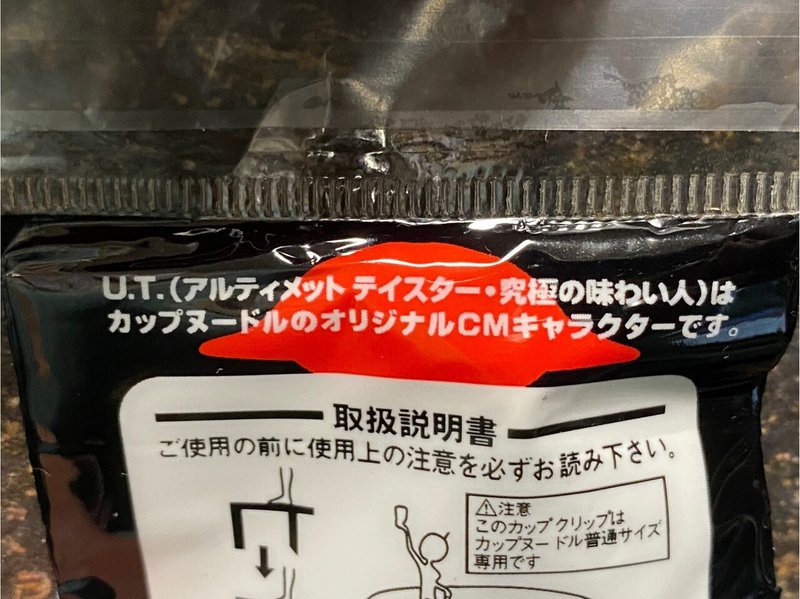 U.T.(アルティメット テイスター・究極の味わい人)は
カップヌードルのオリジナルCMキャラクターです。
取扱説明書
ご使用の前に使用上の注意を必ずお読み下さい。
⚠注意
このカップクリップは
カップヌードル普通サイズ
専用です